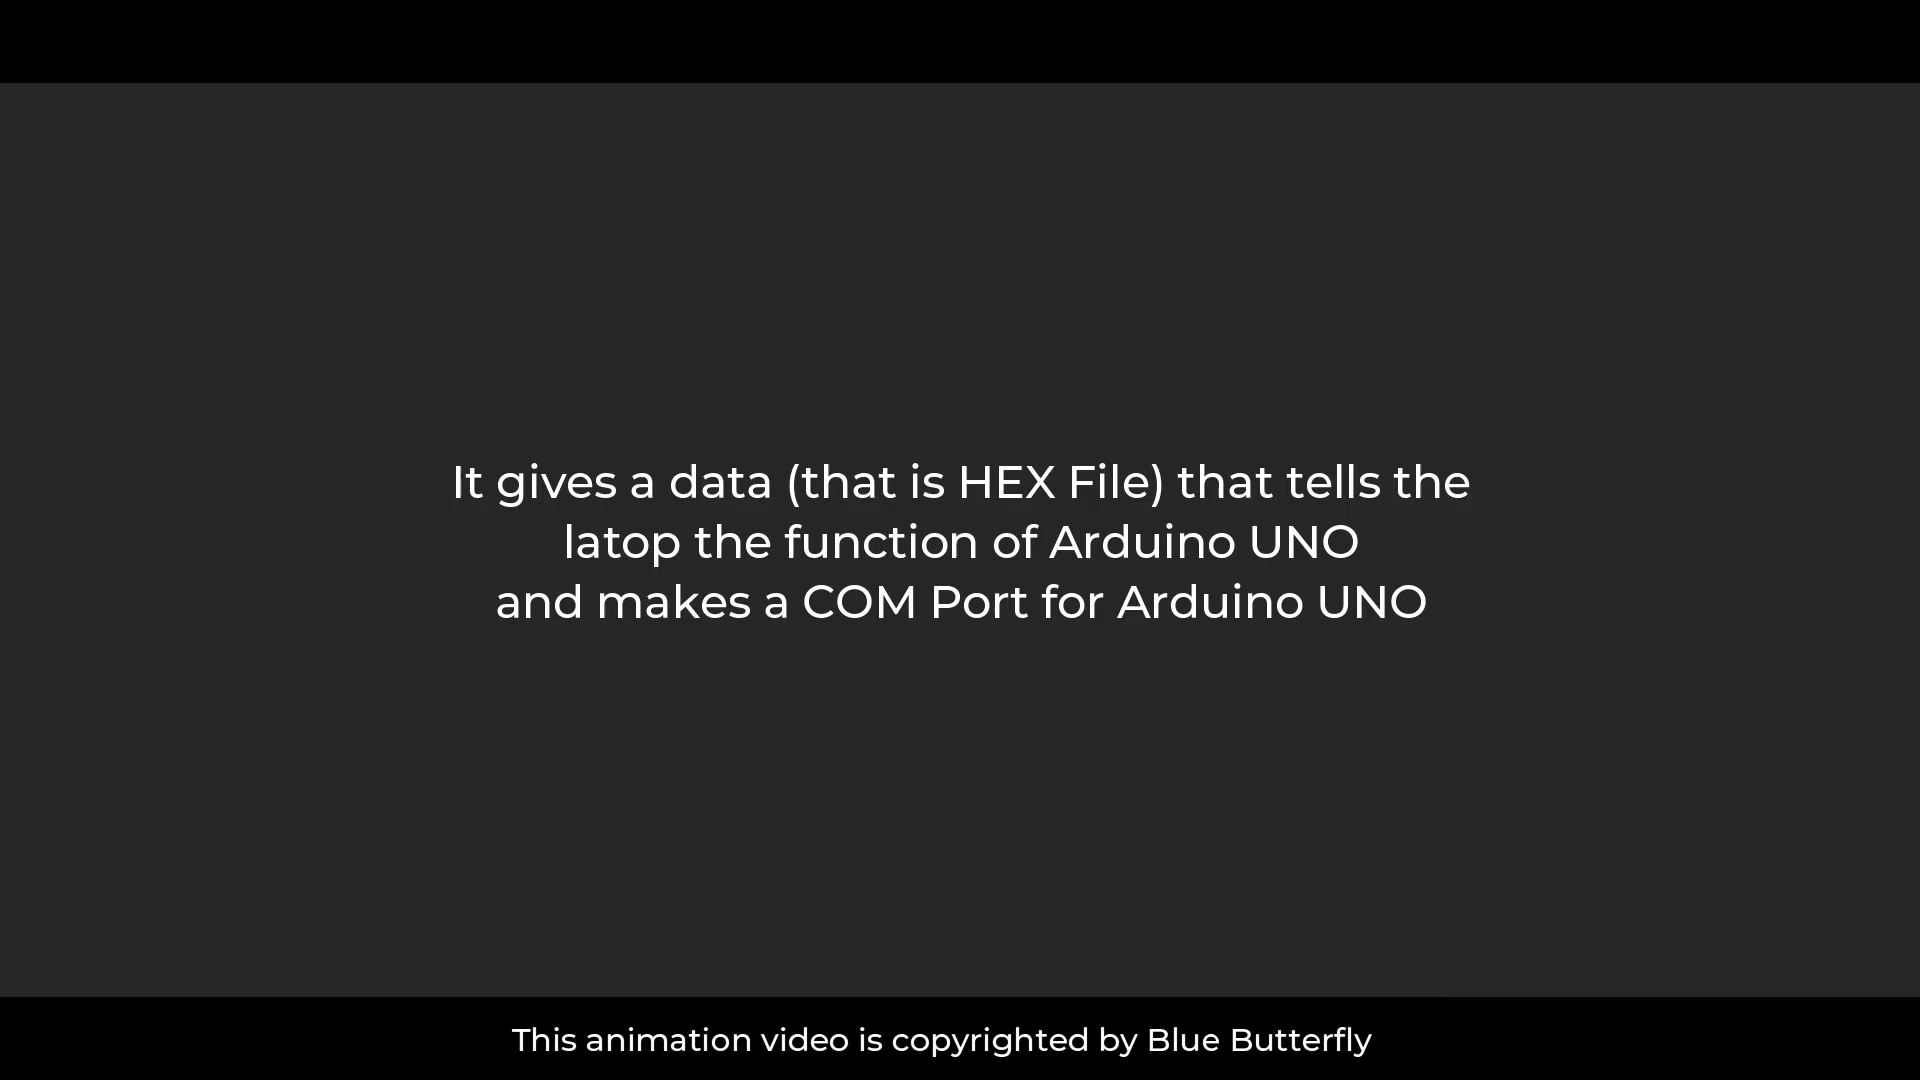 It gives a data (that is HEX File) that tells the
latop the function of Arduino UNO
and makes a COM Port for Arduino UNO
This animation video is copyrighted by Blue Butterfly